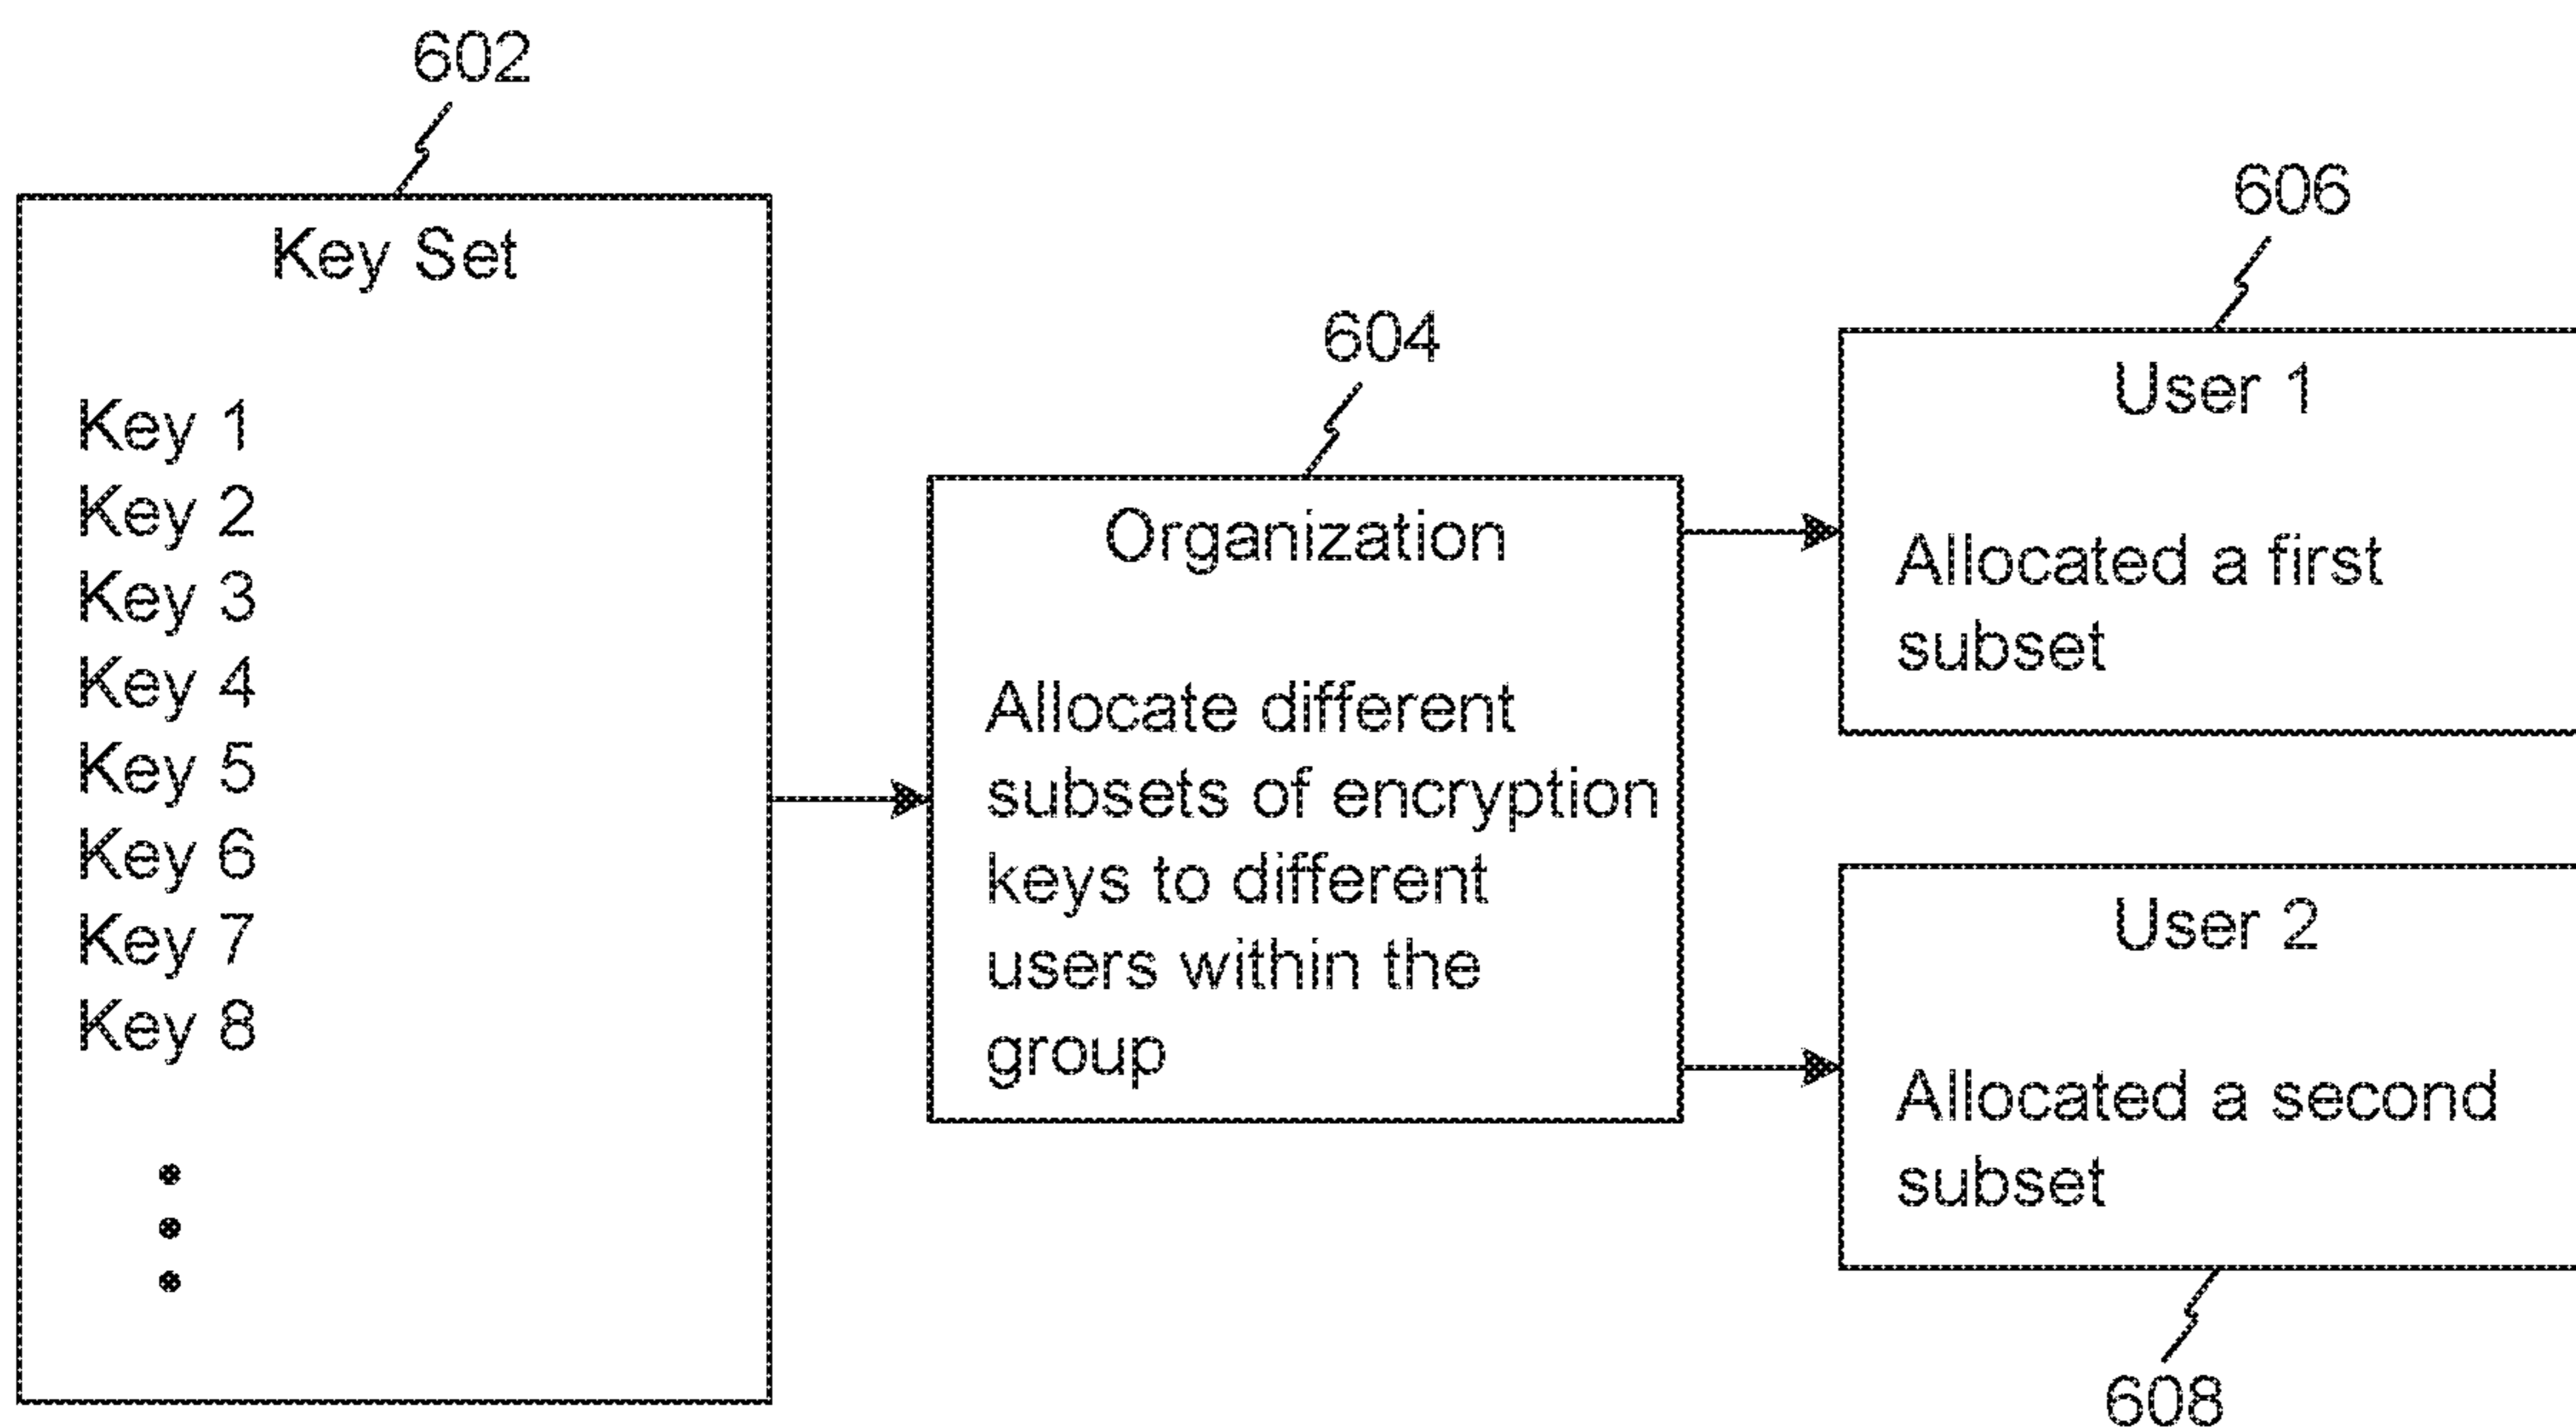 602
Key Set
Key 1
Key 2
Key 3
Key 4
Key 5
Key 6
Key 7
Key 8
604
Organization
Allocate different
subsets of encryption
keys to different
users within the
group
606
User 1
Allocated a first
subset
User 2
Allocated a second
subset
608